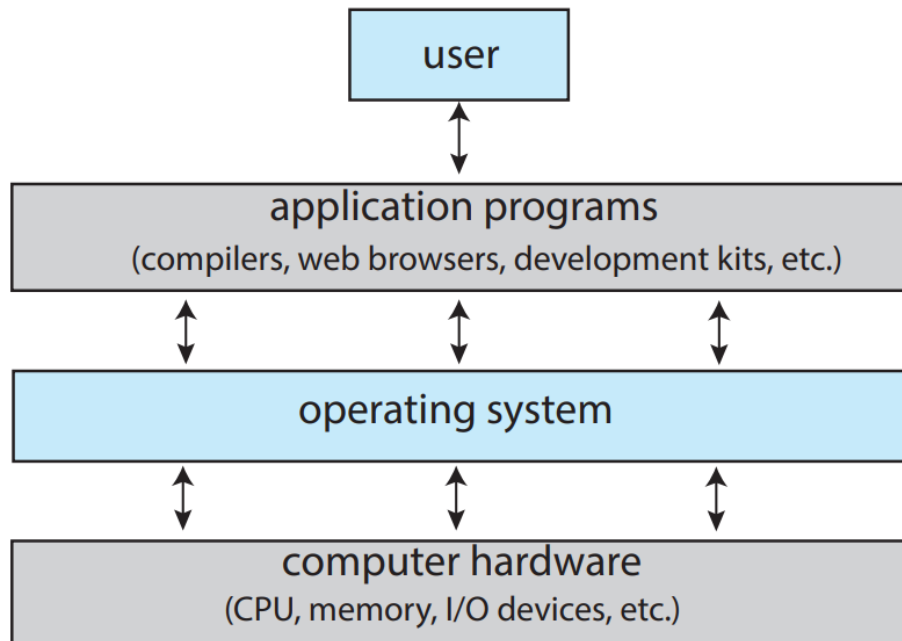 user
application programs
(compilers, web browsers, development kits, etc.)
operating system
computer hardware
(CPU, memory, I/O devices, etc.)